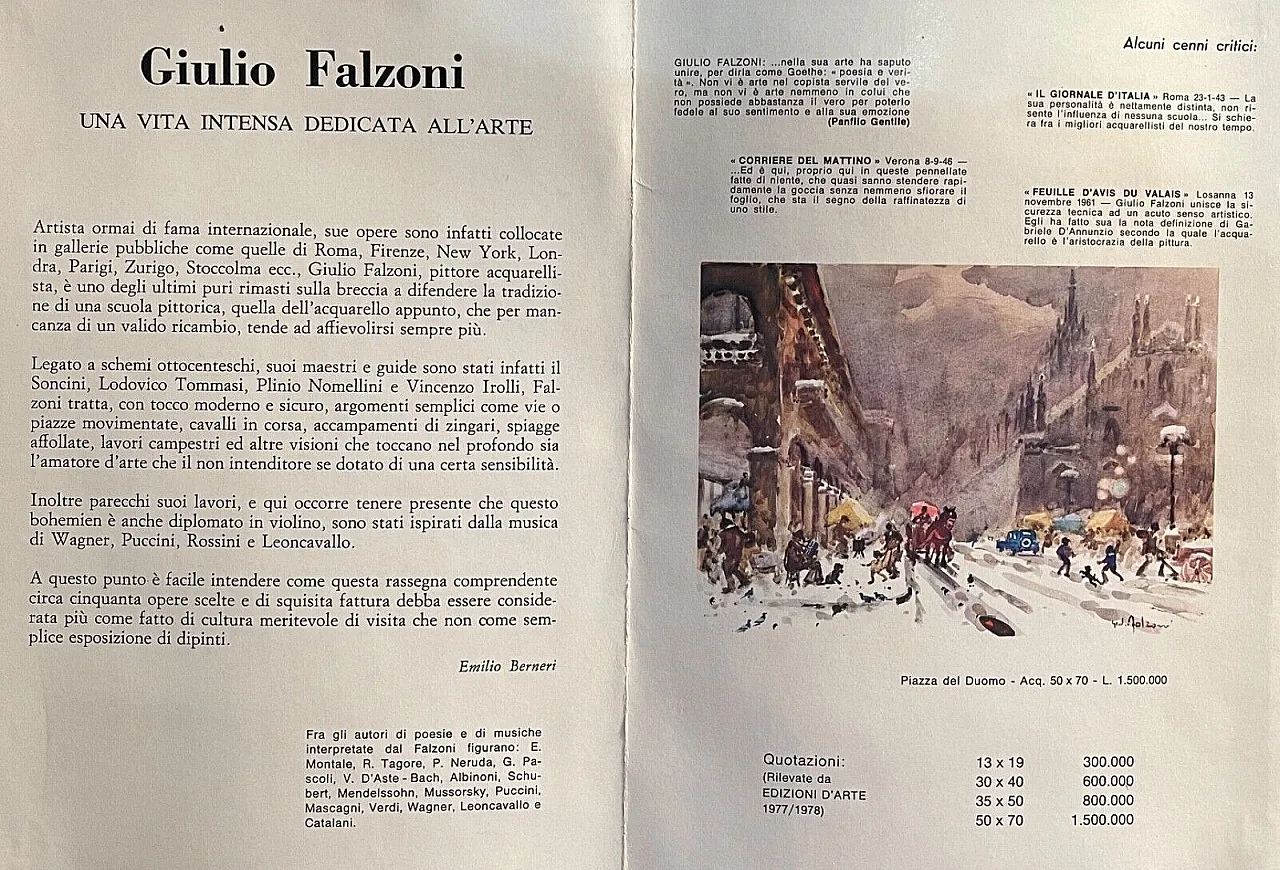 Giulio Falzoni
UNA VITA INTENSA DEDICATA ALL'ARTE
Artista ormai di fama internazionale, sue opere sono infatti collocate
in gallerie pubbliche come quelle di Roma, Firenze, New York, Lon-
dra, Parigi, Zurigo, Stoccolma ecc., Giulio Falzoni, pittore acquarelli-
sta, è uno degli ultimi puri rimasti sulla breccia a difendere la tradizio-
ne di una scuola pittorica, quella dell'acquarello appunto, che per man-
canza di un valido ricambio, tende ad affievolirsi sempre più.
Legato a schemi ottocenteschi, suoi maestri e guide sono stati infatti il
Soncini, Lodovico Tommasi, Plinio Nomellini e Vincenzo Irolli, Fal-
zoni tratta, con tocco moderno e sicuro, argomenti semplici come vie o
piazze movimentate, cavalli in corsa, accampamenti di zingari, spiagge
affollate, lavori campestri ed altre visioni che toccano nel profondo sia
l'amatore d'arte che il non intenditore se dotato di una certa sensibilità.
Inoltre parecchi suoi lavori, e qui occorre tenere presente che questo
bohemien è anche diplomato in violino, sono stati ispirati dalla musica
di Wagner, Puccini, Rossini e Leoncavallo.
A questo punto è facile intendere come questa rassegna comprendente
circa cinquanta opere scelte e di squisita fattura debba essere conside-
rata più come fatto di cultura meritevole di visita che non come sem-
plice esposizione di dipinti.
Emilio Berneri
Fra gli autori di poesie e di musiche
interpretate dal Falzoni figurano: E.
Montale, R. Tagore, P. Neruda, G. Pa-
scoli, V. D'Aste - Bach, Albinoni, Schu-
bert, Mendelssohn, Mussorsky, Puccini,
Mascagni, Verdi, Wagner, Leoncavallo e
Catalani.
Alcuni cenni critici:
GIULIO FALZONI: ...nella sua arte ha saputo
unire, per dirla come Goethe: « poesia e veri-
tà ». Non vi è arte nel copista servile del ve-
ro, ma non vi è arte nemmeno in colui che
non possiede abbastanza il vero per poterlo
fedele al suo sentimento e alla sua emozione
(Panfilo Gentile)
« IL GIORNALE D'ITALIA » Roma 23-1-43 — La
sua personalità è nettamente distinta, non ri-
sente l'influenza di nessuna scuola... Si schie-
ra fra i migliori acquarellisti del nostro tempo.
« CORRIERE DEL MATTINO » Verona 8-9-46 —
...Ed è qui, proprio qui in queste pennellate
fatte di niente, che quasi sanno stendere rapi-
damente la goccia senza nemmeno sfiorare il
foglio, che sta il segno della raffinatezza di
uno stile.
« FEUILLE D'AVIS DU VALAIS » Losanna 13
novembre 1961 — Giulio Falzoni unisce la si-
curezza tecnica ad un acuto senso artistico.
Egli ha fatto sua la nota definizione di Ga-
briele D'Annunzio secondo la quale l'acqua-
rello è l'aristocrazia della pittura.
Piazza del Duomo - Acq. 50 x 70 - L. 1.500.000
Quotazioni:
(Rilevate da
EDIZIONI D'ARTE
1977/1978)
13 x 19 300.000
30 x 40 600.000
35 x 50 800.000
50 x 70 1.500.000